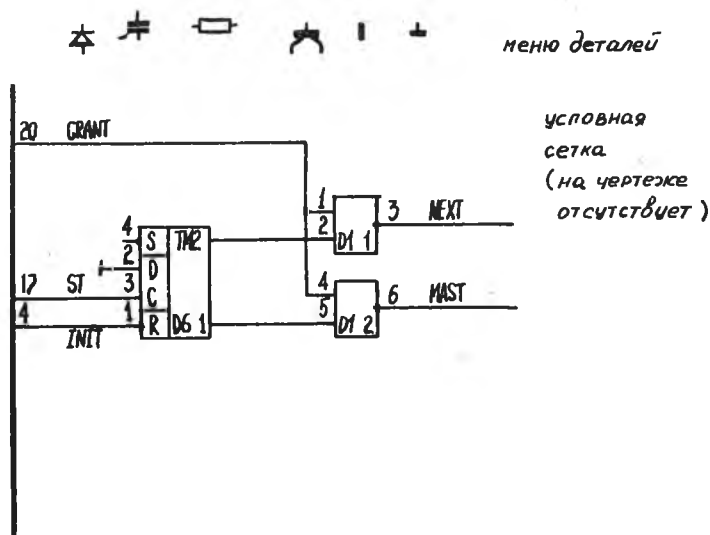 меню деталей
условная
сетка
(на чертеже
отсутствует)
20 GRANT
1 3 NEXT
2
D1 1
4 S TM2
2 D
17 ST 3 C
4 1 R D6 1
INIT
4 6 MAST
5
D1 2